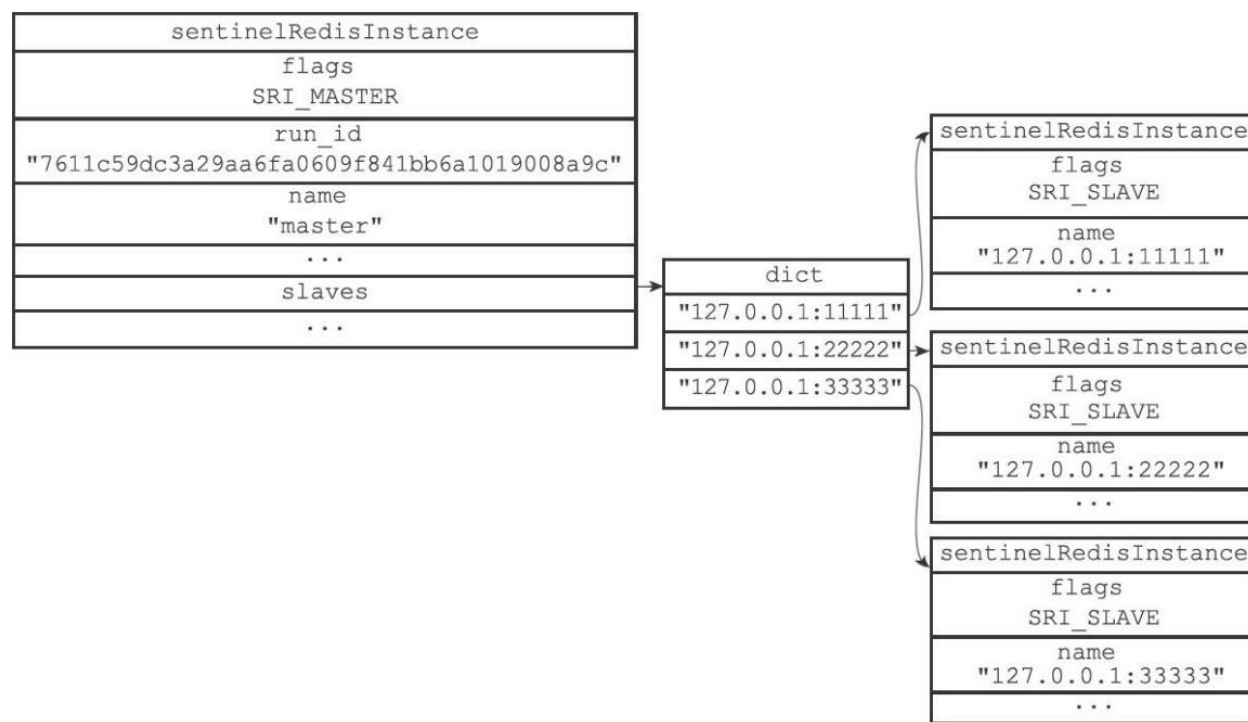 sentinelRedisInstance
flags
SRI_MASTER
run_id
"7611c59dc3a29aa6fa0609f841bb6a1019008a9c"
name
"master"
...
slaves
...
dict
"127.0.0.1:11111"
"127.0.0.1:22222"
"127.0.0.1:33333"
sentinelRedisInstance
flags
SRI_SLAVE
name
"127.0.0.1:11111"
...
sentinelRedisInstance
flags
SRI_SLAVE
name
"127.0.0.1:22222"
...
sentinelRedisInstance
flags
SRI_SLAVE
name
"127.0.0.1:33333"
...